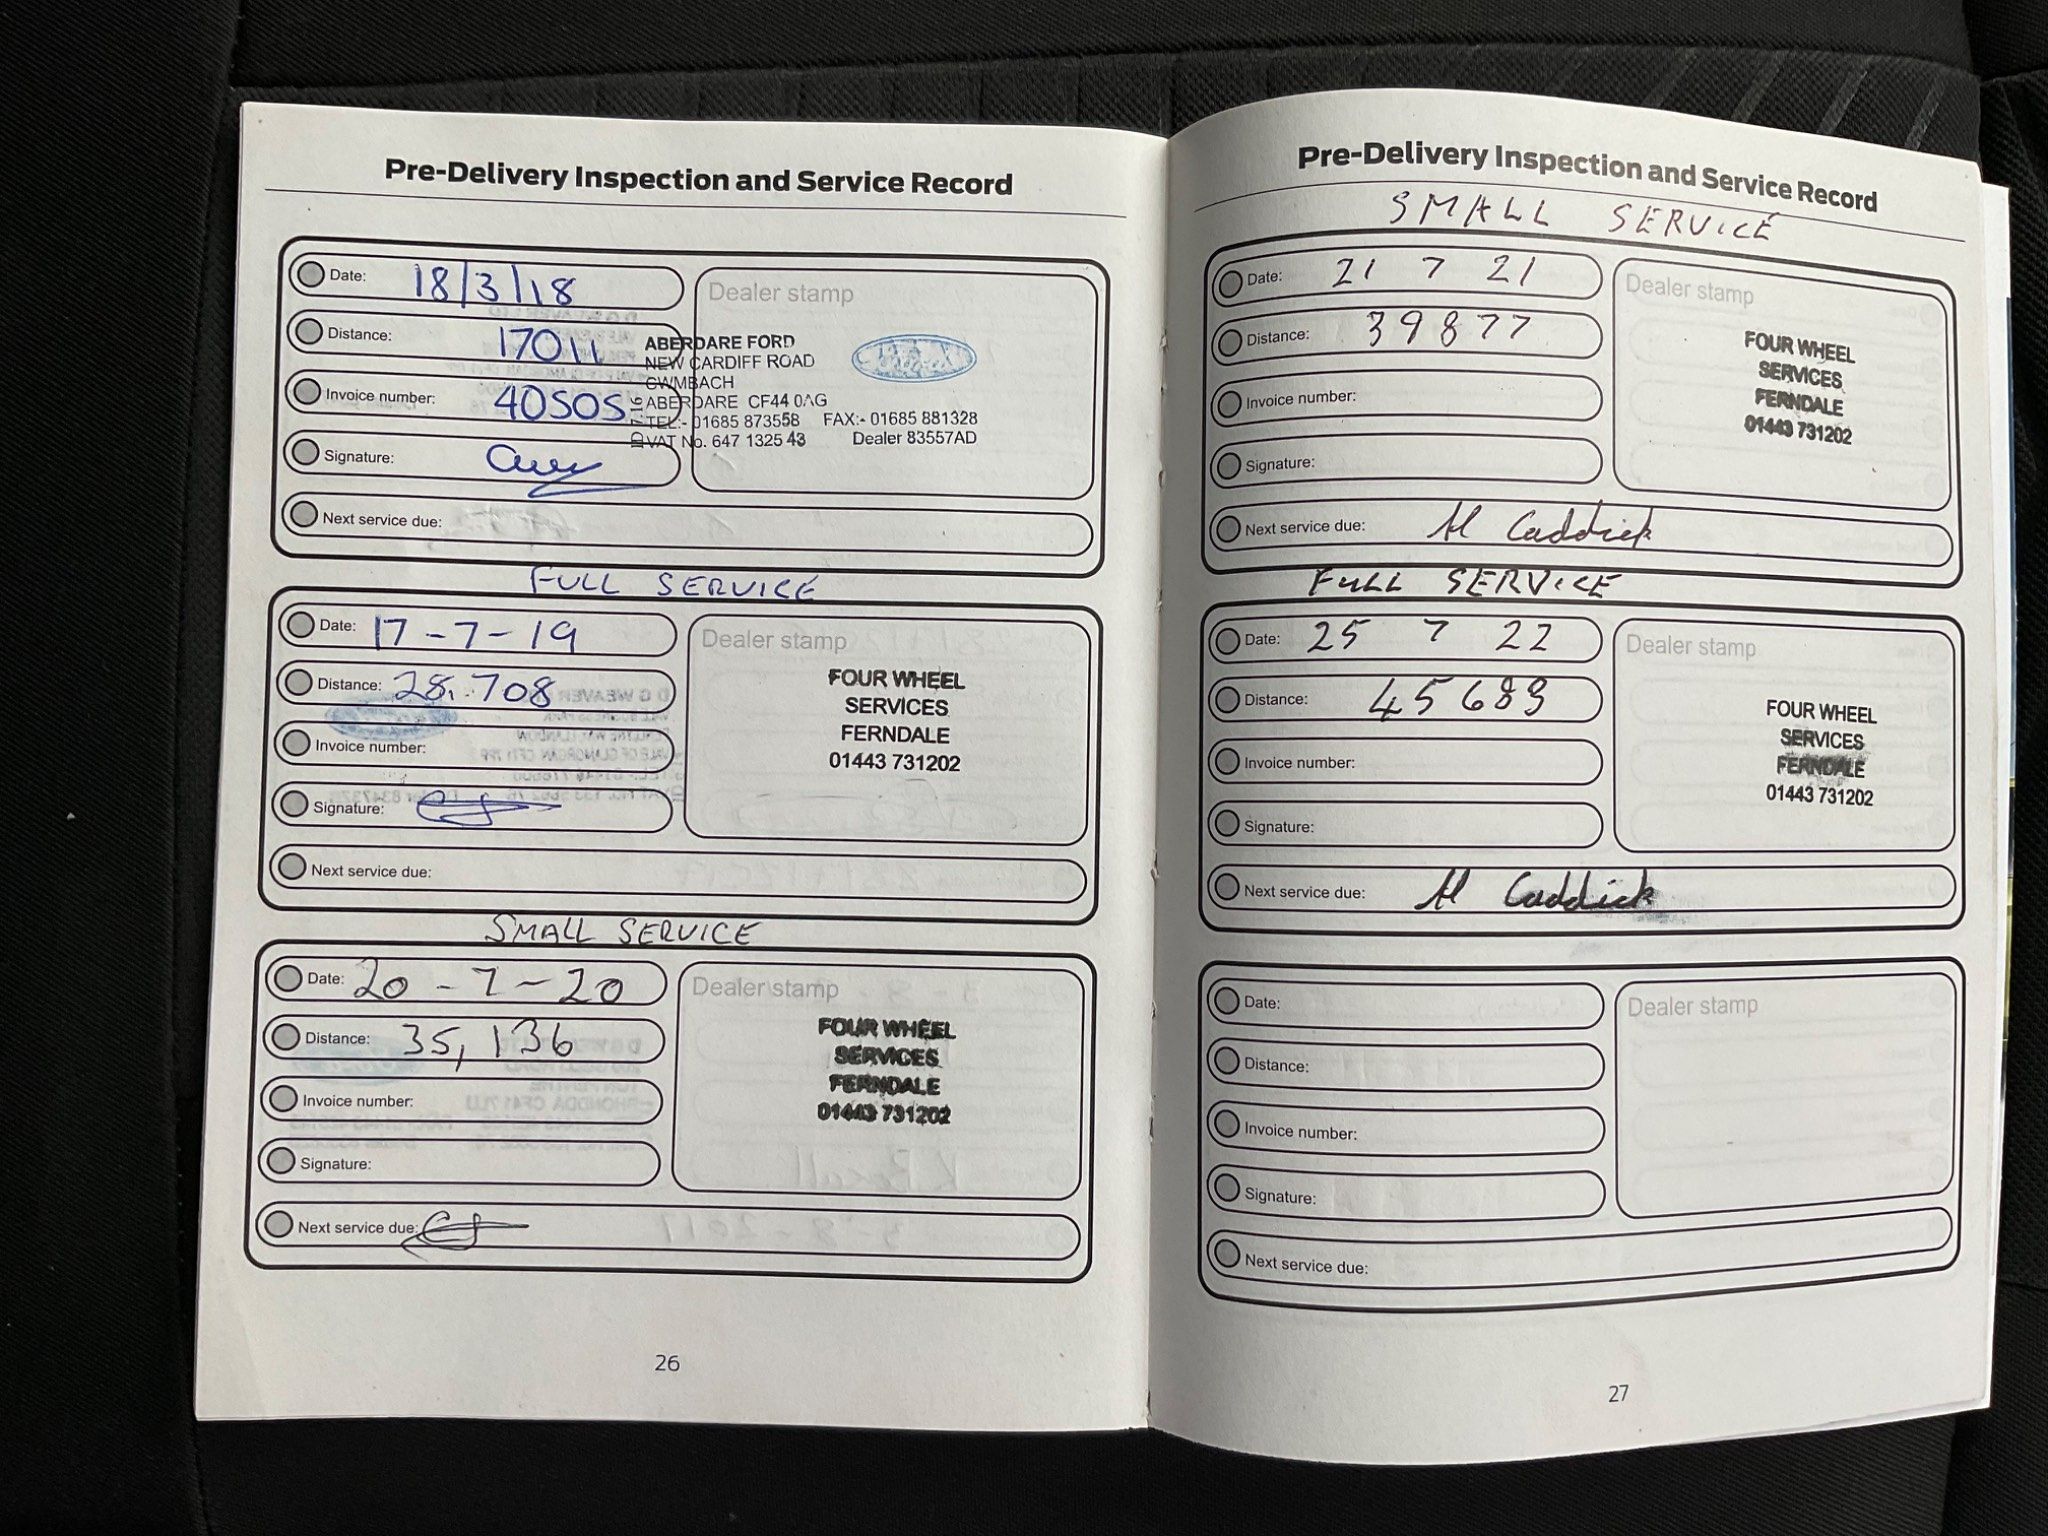 Pre-Delivery Inspection and Service Record
Date: 18/3/18
Distance: 17011
Invoice number: 40505
Signature:
Next service due:
Dealer stamp
ABERDARE FORD
NEW CARDIFF ROAD
CWMBACH
ABERDARE CF44 0AG
TEL:- 01685 873558 FAX:- 01685 881328
VAT No. 647 1325 43 Dealer 83557AD
FULL SERVICE
Date: 17-7-19
Distance: 28,708
Invoice number:
Signature:
Next service due:
Dealer stamp
FOUR WHEEL
SERVICES
FERNDALE
01443 731202
SMALL SERVICE
Date: 20-7-20
Distance: 35,136
Invoice number:
Signature:
Next service due:
Dealer stamp
FOUR WHEEL
SERVICES
FERNDALE
01443 731202
26
Pre-Delivery Inspection and Service Record
SMALL SERVICE
Date: 21 7 21
Distance: 39877
Invoice number:
Signature:
Next service due: Al Caddick
Dealer stamp
FOUR WHEEL
SERVICES
FERNDALE
01443 731202
FULL SERVICE
Date: 25 7 22
Distance: 45689
Invoice number:
Signature:
Next service due: Al Caddick
Dealer stamp
FOUR WHEEL
SERVICES
FERNDALE
01443 731202
Date:
Distance:
Invoice number:
Signature:
Next service due:
Dealer stamp
27